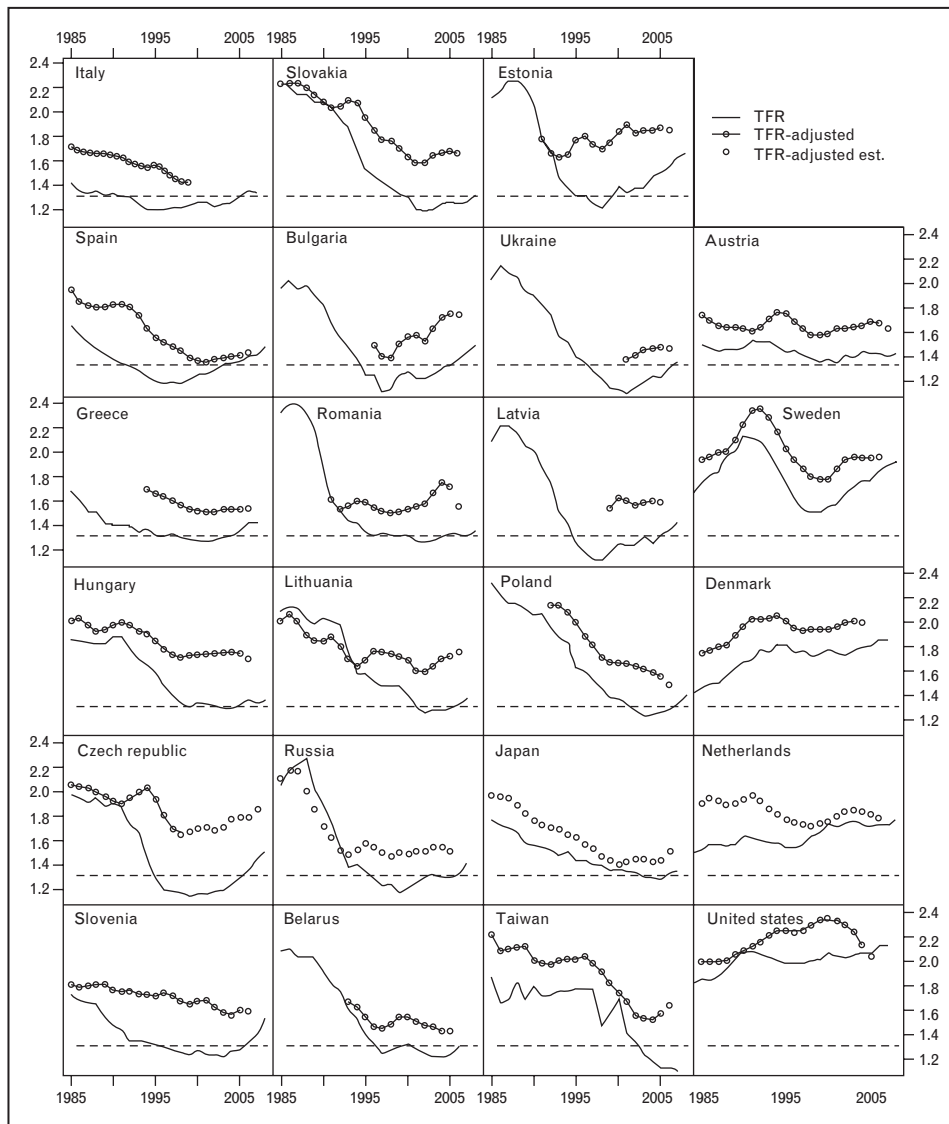 1985 1995 2005 1985 1995 2005
2.4
2.2
2.0
1.8
1.6
1.4
1.2
Italy
Slovakia
Estonia
TFR
TFR-adjusted
TFR-adjusted est.
Spain
Bulgaria
Ukraine
Austria
2.4
2.2
2.0
1.8
1.6
1.4
1.2
2.4
2.2
2.0
1.8
1.6
1.4
1.2
Greece
Romania
Latvia
Sweden
Hungary
Lithuania
Poland
Denmark
2.4
2.2
2.0
1.8
1.6
1.4
1.2
2.4
2.2
2.0
1.8
1.6
1.4
1.2
Czech republic
Russia
Japan
Netherlands
Slovenia
Belarus
Taiwan
United states
2.4
2.2
2.0
1.8
1.6
1.4
1.2
1985 1995 2005 1985 1995 2005 1985 1995 2005